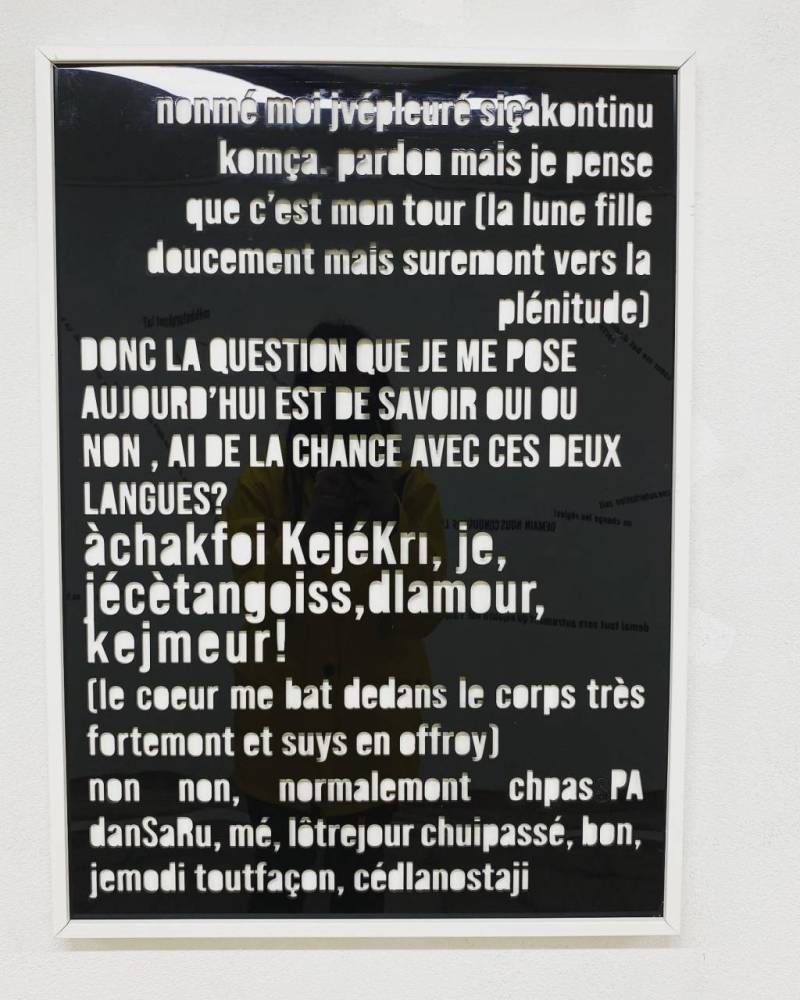 nonmé moi jvépleuré siçakontinu
komça. pardon mais je pense
que c'est mon tour (la lune fille
doucement mais suremont vers la
plénitude)
DONC LA QUESTION QUE JE ME POSE
AUJOURD'HUI EST DE SAVOIR OUI OU
NON , AI DE LA CHANCE AVEC CES DEUX
LANGUES?
àchakfoi KejéKrı, je,
jécètangoiss,dlamour,
kejmeur!
(le coeur me bat dedans le corps très
fortemont et suys en offroy)
non non, normalemont chpas PA
danSaRu, mé, lôtrejour chuipassé, bon,
jemodi toutfaçon, cédlanostaji